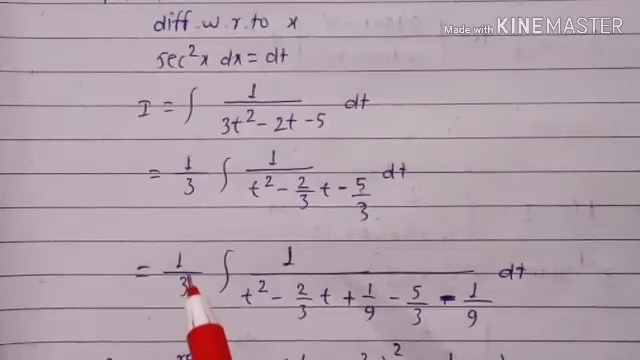 Made with KINEMASTER
diff. w. r. to x
sec²x dx = dt
I = ∫ 1/(3t² - 2t - 5) dt
= 1/3 ∫ 1/(t² - 2/3 t - 5/3) dt
= 1/3 ∫ 1/(t² - 2/3 t + 1/9 - 5/3 - 1/9) dt